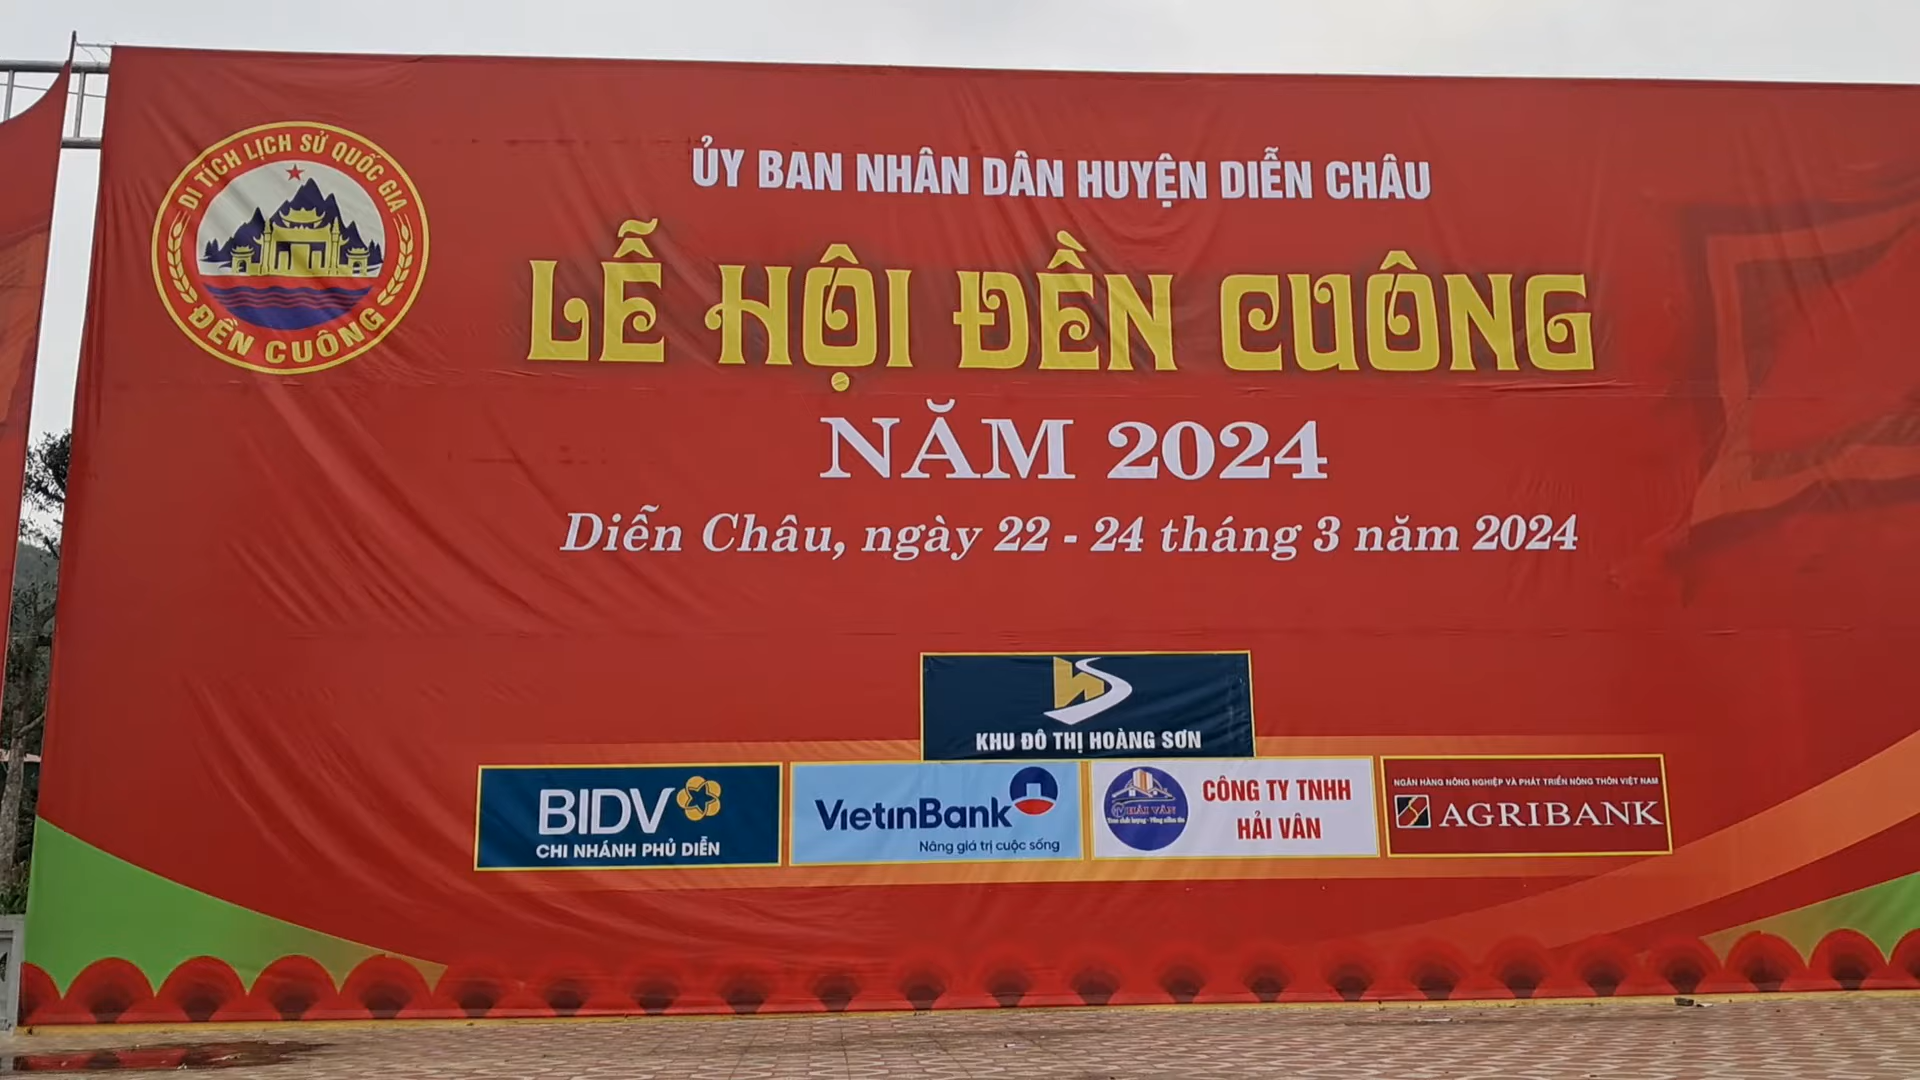 DI TÍCH LỊCH SỬ QUỐC GIA
ĐỀN CUÔNG
ỦY BAN NHÂN DÂN HUYỆN DIỄN CHÂU
LỄ HỘI ĐỀN CUÔNG
NĂM 2024
Diễn Châu, ngày 22 - 24 tháng 3 năm 2024
KHU ĐÔ THỊ HOÀNG SƠN
BIDV
CHI NHÁNH PHỦ DIỄN
VietinBank
Nâng giá trị cuộc sống
HẢI VÂN
CÔNG TY TNHH
HẢI VÂN
NGÂN HÀNG NÔNG NGHIỆP VÀ PHÁT TRIỂN NÔNG THÔN VIỆT NAM
AGRIBANK